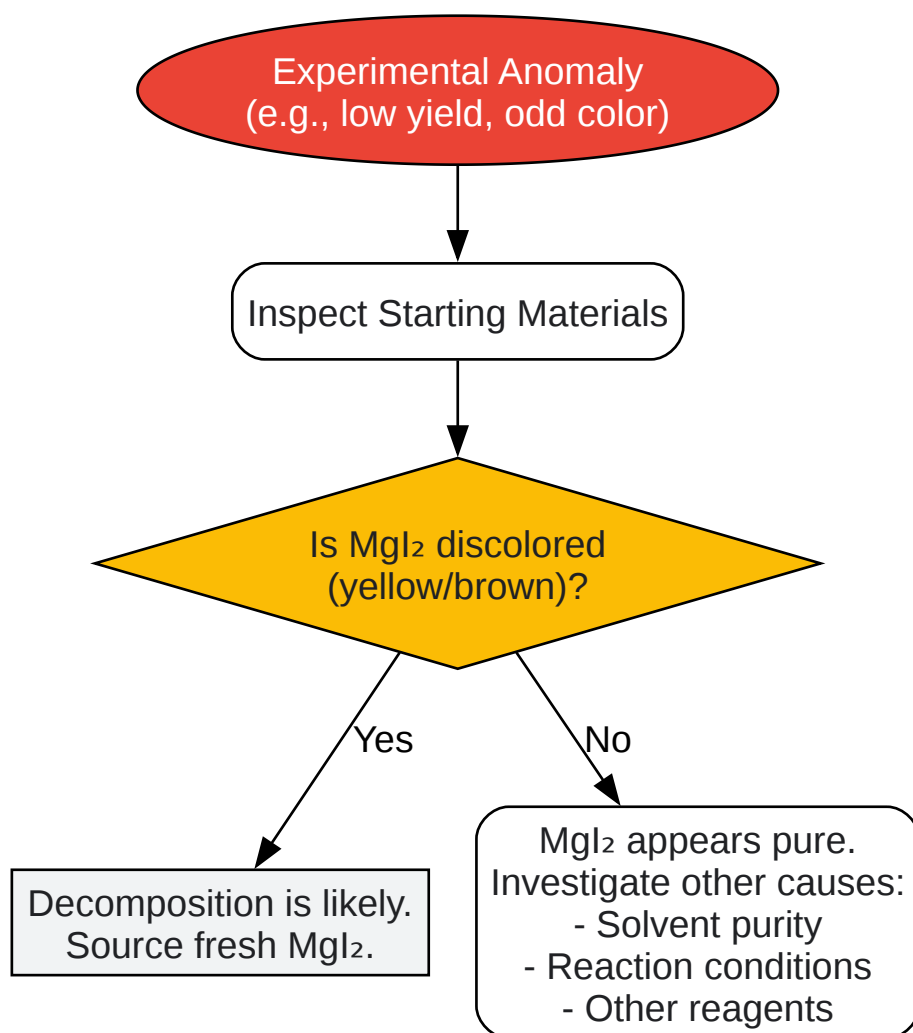 Experimental Anomaly
(e.g., low yield, odd color)
Inspect Starting Materials
Is MgI₂ discolored
(yellow/brown)?
Yes
No
Decomposition is likely.
Source fresh MgI₂.
MgI₂ appears pure.
Investigate other causes:
- Solvent purity
- Reaction conditions
- Other reagents